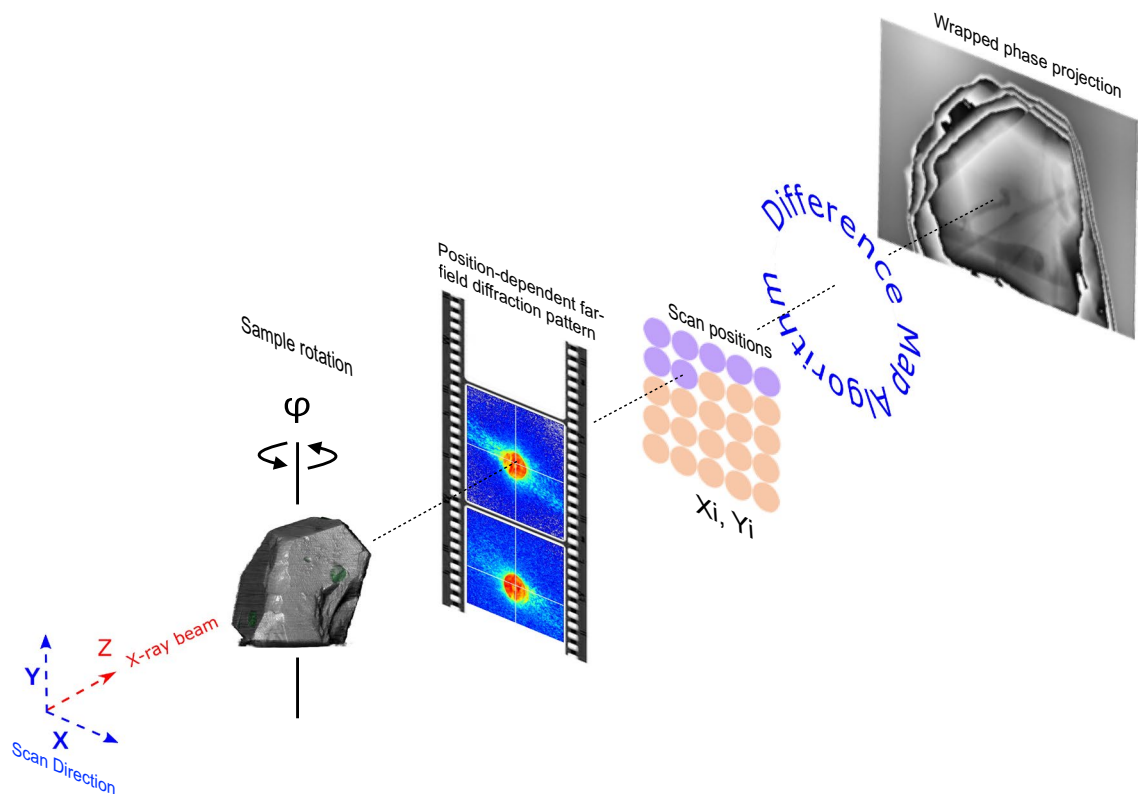 Wrapped phase projection
Difference Map Algorithm
Position-dependent far-
field diffraction pattern
Scan positions
Xi, Yi
Sample rotation
φ
Z
X-ray beam
Y
X
Scan Direction